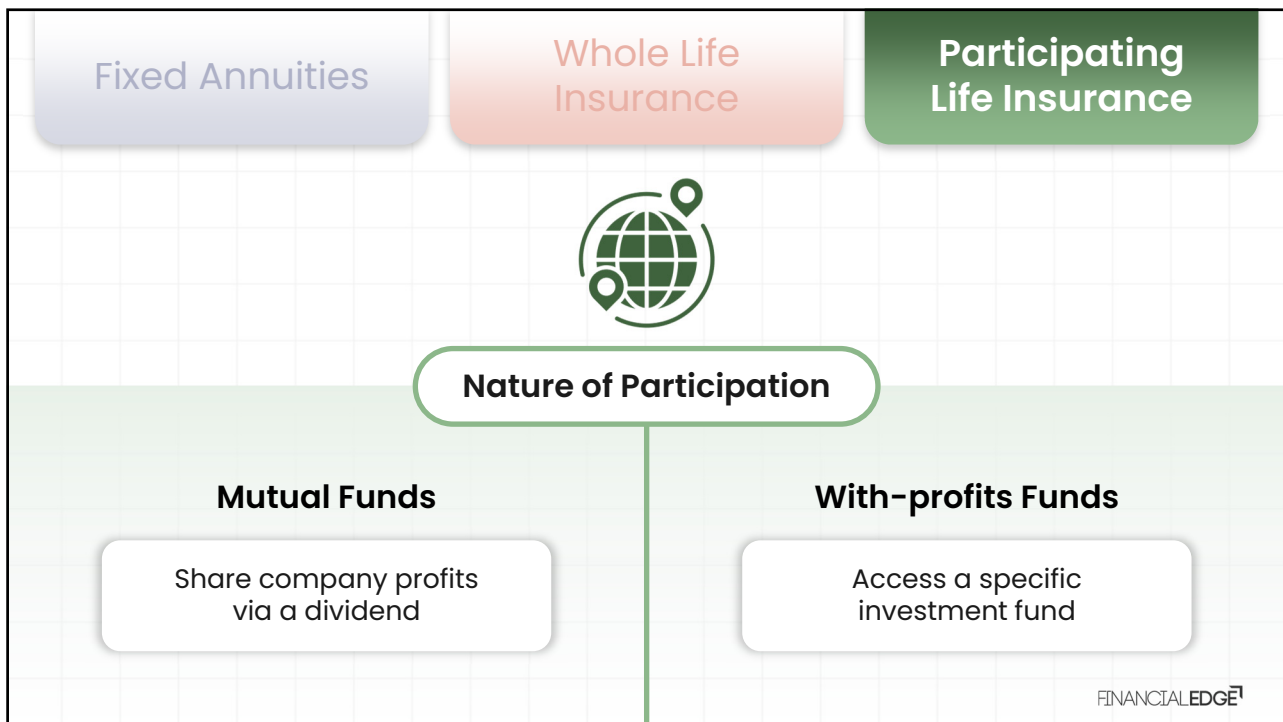 Fixed Annuities
Whole Life
Insurance
Participating
Life Insurance
Nature of Participation
Mutual Funds
Share company profits
via a dividend
With-profits Funds
Access a specific
investment fund
FINANCIALEDGE